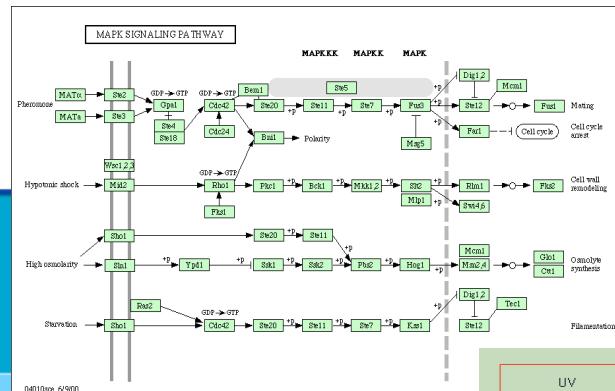 MAPK SIGNALING PATHWAY
MAPKKK MAPKK MAPK
Pheromone
MATα Ste2 GDP → GTP Gpa1 GDP → GTP Cdc42 Bem1 Ste20 +p Ste11 +p Ste5 Ste7 +p Fus3 +p Dig1,2
+p Ste12 Mcm1 Fus1 Mating
MATa Ste3 Ste4 Ste18 Cdc24 Bni1 Polarity Msg5 +p Far1 Cell cycle Cell cycle arrest
Wsc1,2,3
Hypotonic shock Mid2 GDP → GTP Rho1 Pkc1 +p Bck1 +p Mkk1,2 +p Slt2 +p Rlm1 Fks2 Cell wall remodeling
Fks1 Mlp1 +p Swi4,6
Sho1 Ste20 Ste11
High osmolarity Sln1 +p Ypd1 +p Ssk1 Ssk2 +p Pbs2 +p Hog1 Mcm1 Msn2,4 Glo1 Ctt1 Osmolyte synthesis
Ras2
Starvation Sho1 GDP → GTP Cdc42 Ste20 +p Ste11 +p Ste7 +p Kss1 +p Dig1,2
Ste12 Tec1 Filamentation
04010sce 6/9/00
UV